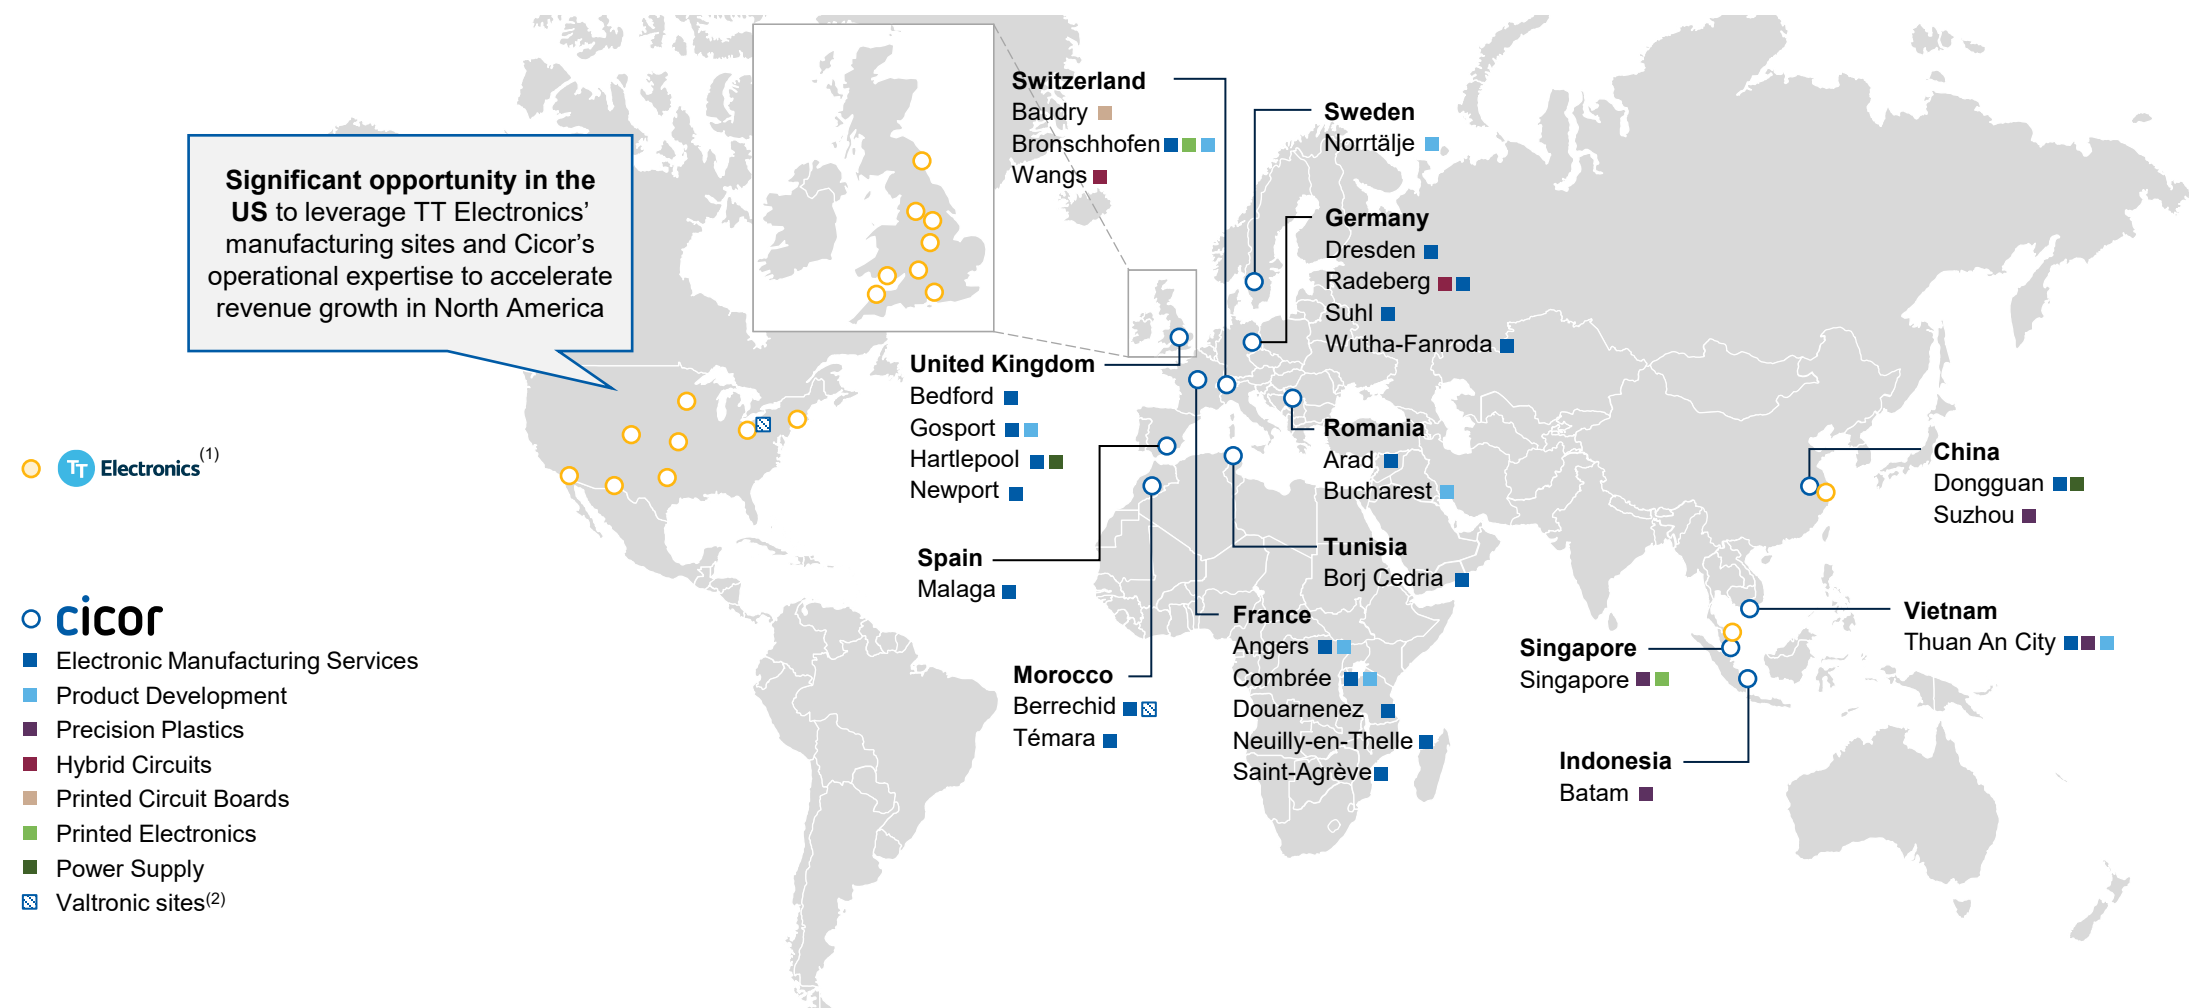 Significant opportunity in the
US to leverage TT Electronics’
manufacturing sites and Cicor’s
operational expertise to accelerate
revenue growth in North America
TT Electronics(1)
cicor
Electronic Manufacturing Services
Product Development
Precision Plastics
Hybrid Circuits
Printed Circuit Boards
Printed Electronics
Power Supply
Valtronic sites(2)
Switzerland
Baudry
Bronschhofen
Wangs
United Kingdom
Bedford
Gosport
Hartlepool
Newport
Spain
Malaga
Morocco
Berrechid
Témara
Sweden
Norrtälje
Germany
Dresden
Radeberg
Suhl
Wutha-Fanroda
Romania
Arad
Bucharest
Tunisia
Borj Cedria
France
Angers
Combrée
Douarnenez
Neuilly-en-Thelle
Saint-Agrève
Singapore
Singapore
Indonesia
Batam
China
Dongguan
Suzhou
Vietnam
Thuan An City